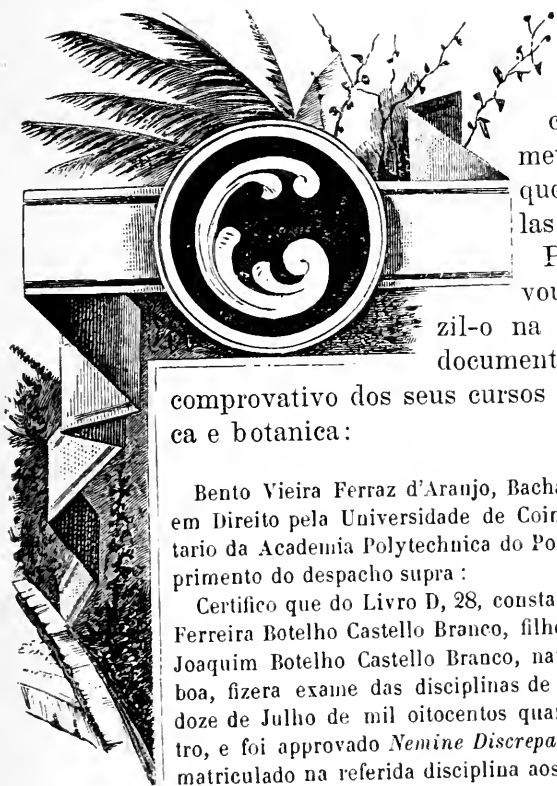 C
c
me
que
las
P
vou
zil-o na
document
comprovativo dos seus cursos
ca e botanica:
Bento Vieira Ferraz d'Araujo, Bacha
em Direito pela Universidade de Coim
tario da Academia Polytechnica do Po
primento do despacho supra:
Certifico que do Livro D, 28, consta
Ferreira Botelho Castello Branco, filho
Joaquim Botelho Castello Branco, na
boa, fizera exame das disciplinas de
doze de Julho de mil oitocentos qua
tro, e foi approvado Nemine Discrepa
matriculado na referida disciplina aos